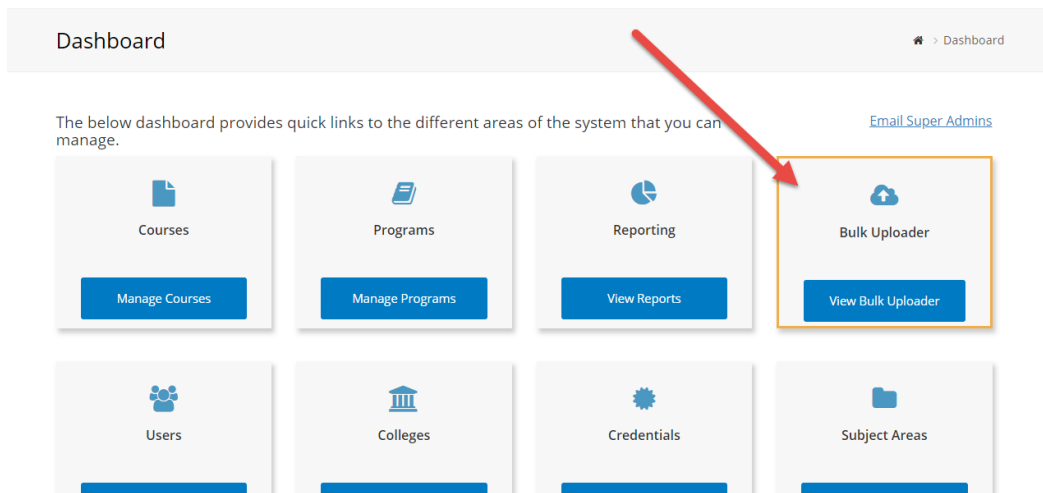 Dashboard
> Dashboard
The below dashboard provides quick links to the different areas of the system that you can
manage.
Email Super Admins
Courses
Programs
Reporting
Bulk Uploader
Manage Courses
Manage Programs
View Reports
View Bulk Uploader
Users
Colleges
Credentials
Subject Areas